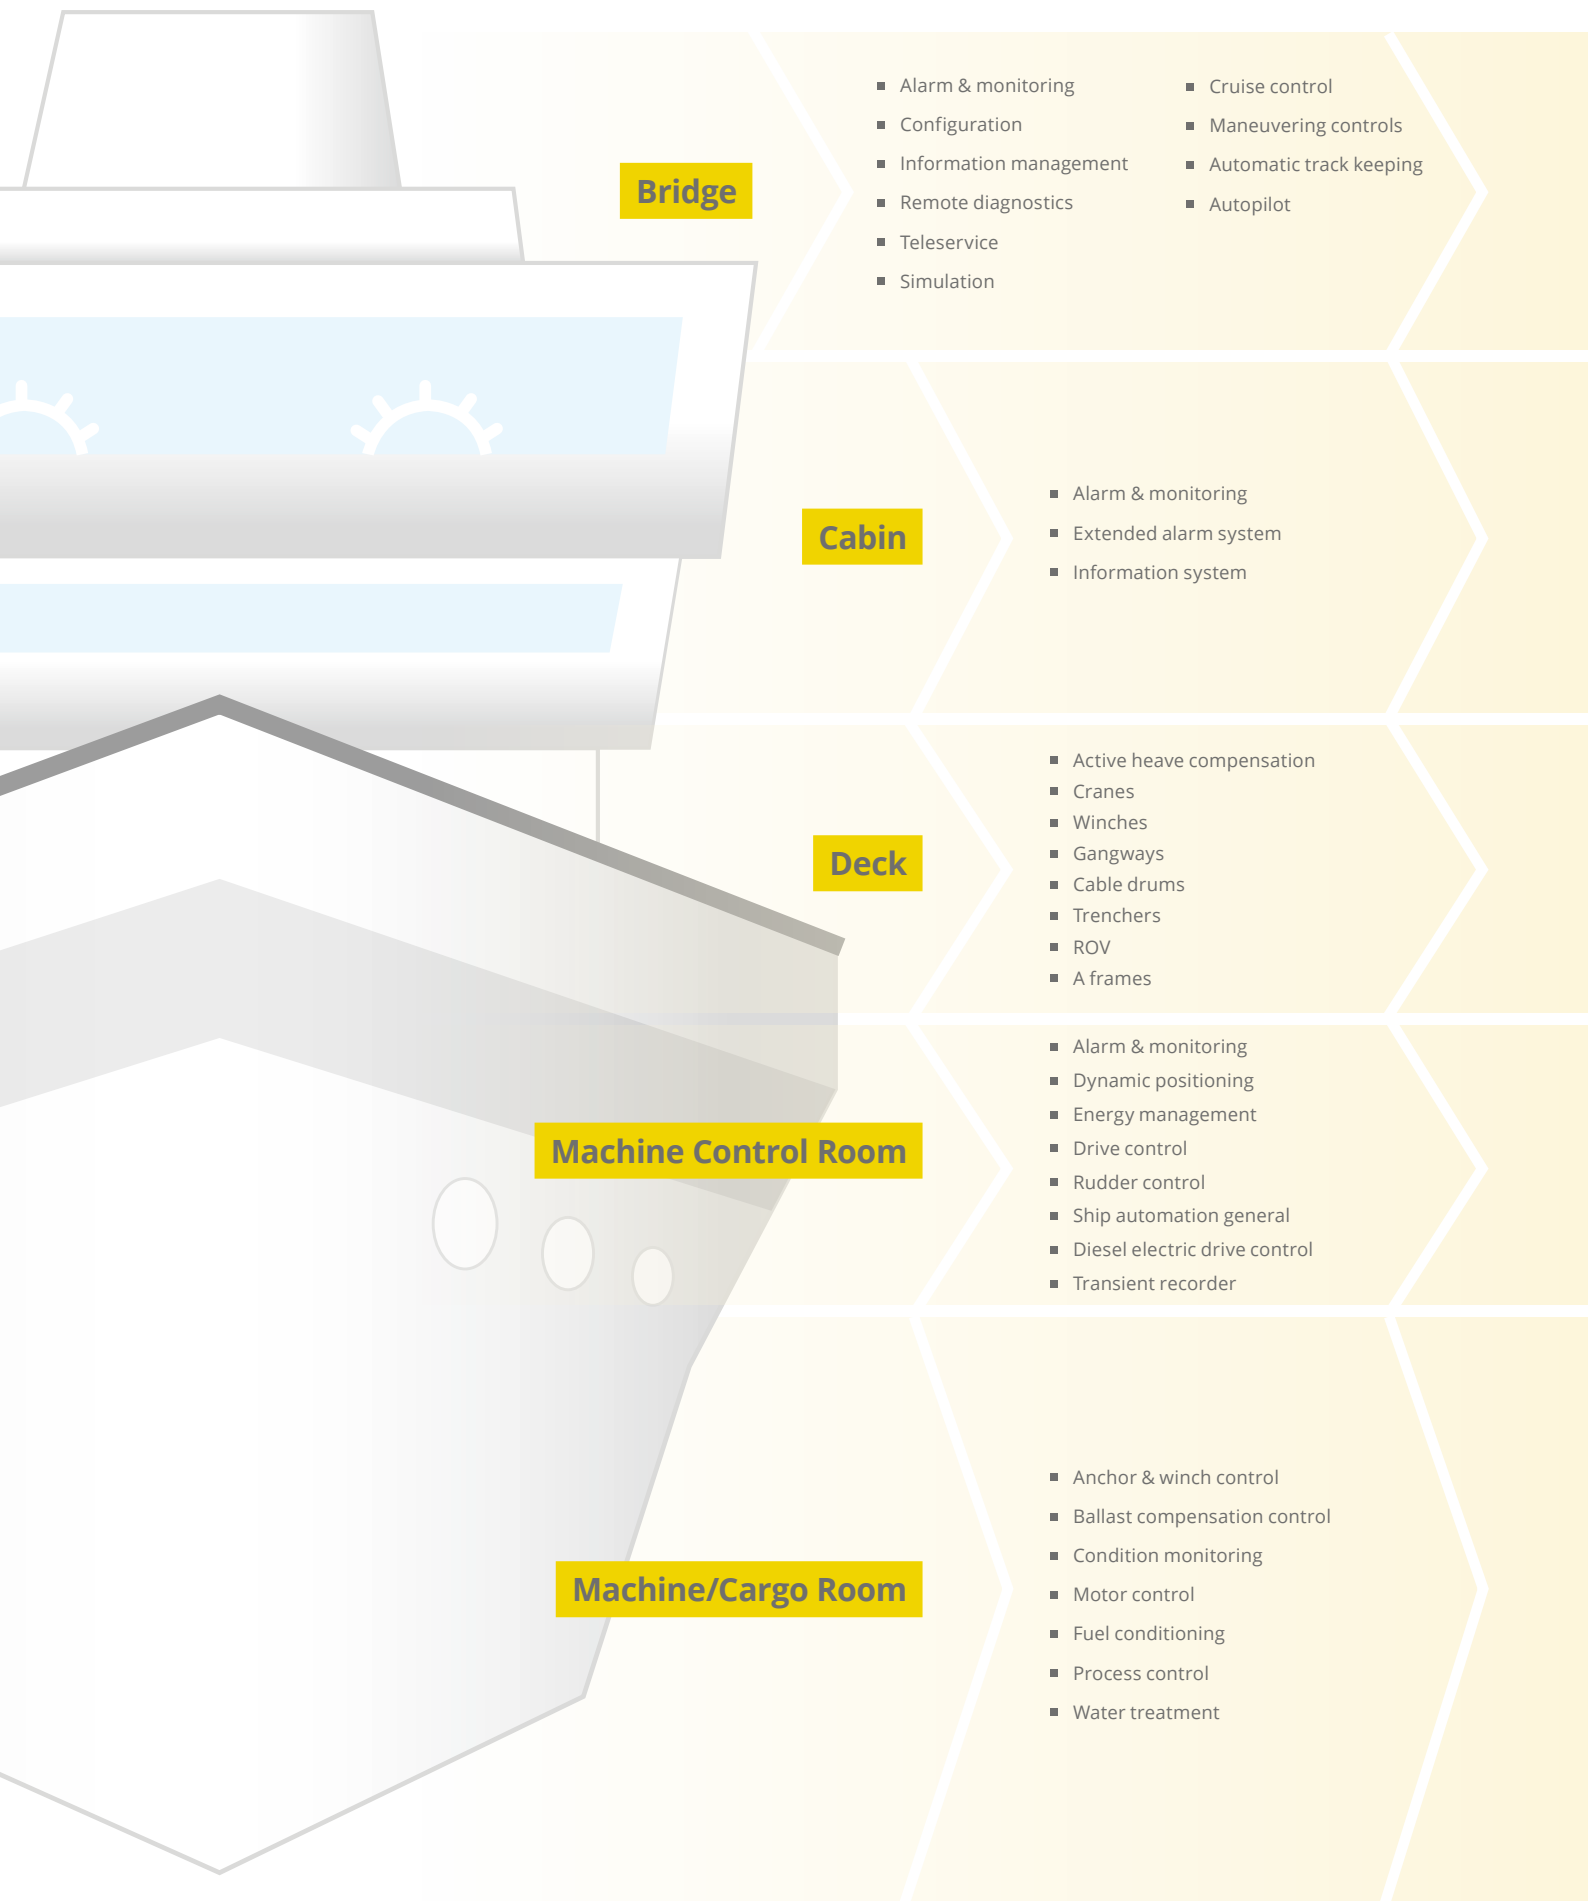 Bridge
Alarm & monitoring
Configuration
Information management
Remote diagnostics
Teleservice
Simulation
Cruise control
Maneuvering controls
Automatic track keeping
Autopilot
Cabin
Alarm & monitoring
Extended alarm system
Information system
Deck
Active heave compensation
Cranes
Winches
Gangways
Cable drums
Trenchers
ROV
A frames
Machine Control Room
Alarm & monitoring
Dynamic positioning
Energy management
Drive control
Rudder control
Ship automation general
Diesel electric drive control
Transient recorder
Machine/Cargo Room
Anchor & winch control
Ballast compensation control
Condition monitoring
Motor control
Fuel conditioning
Process control
Water treatment